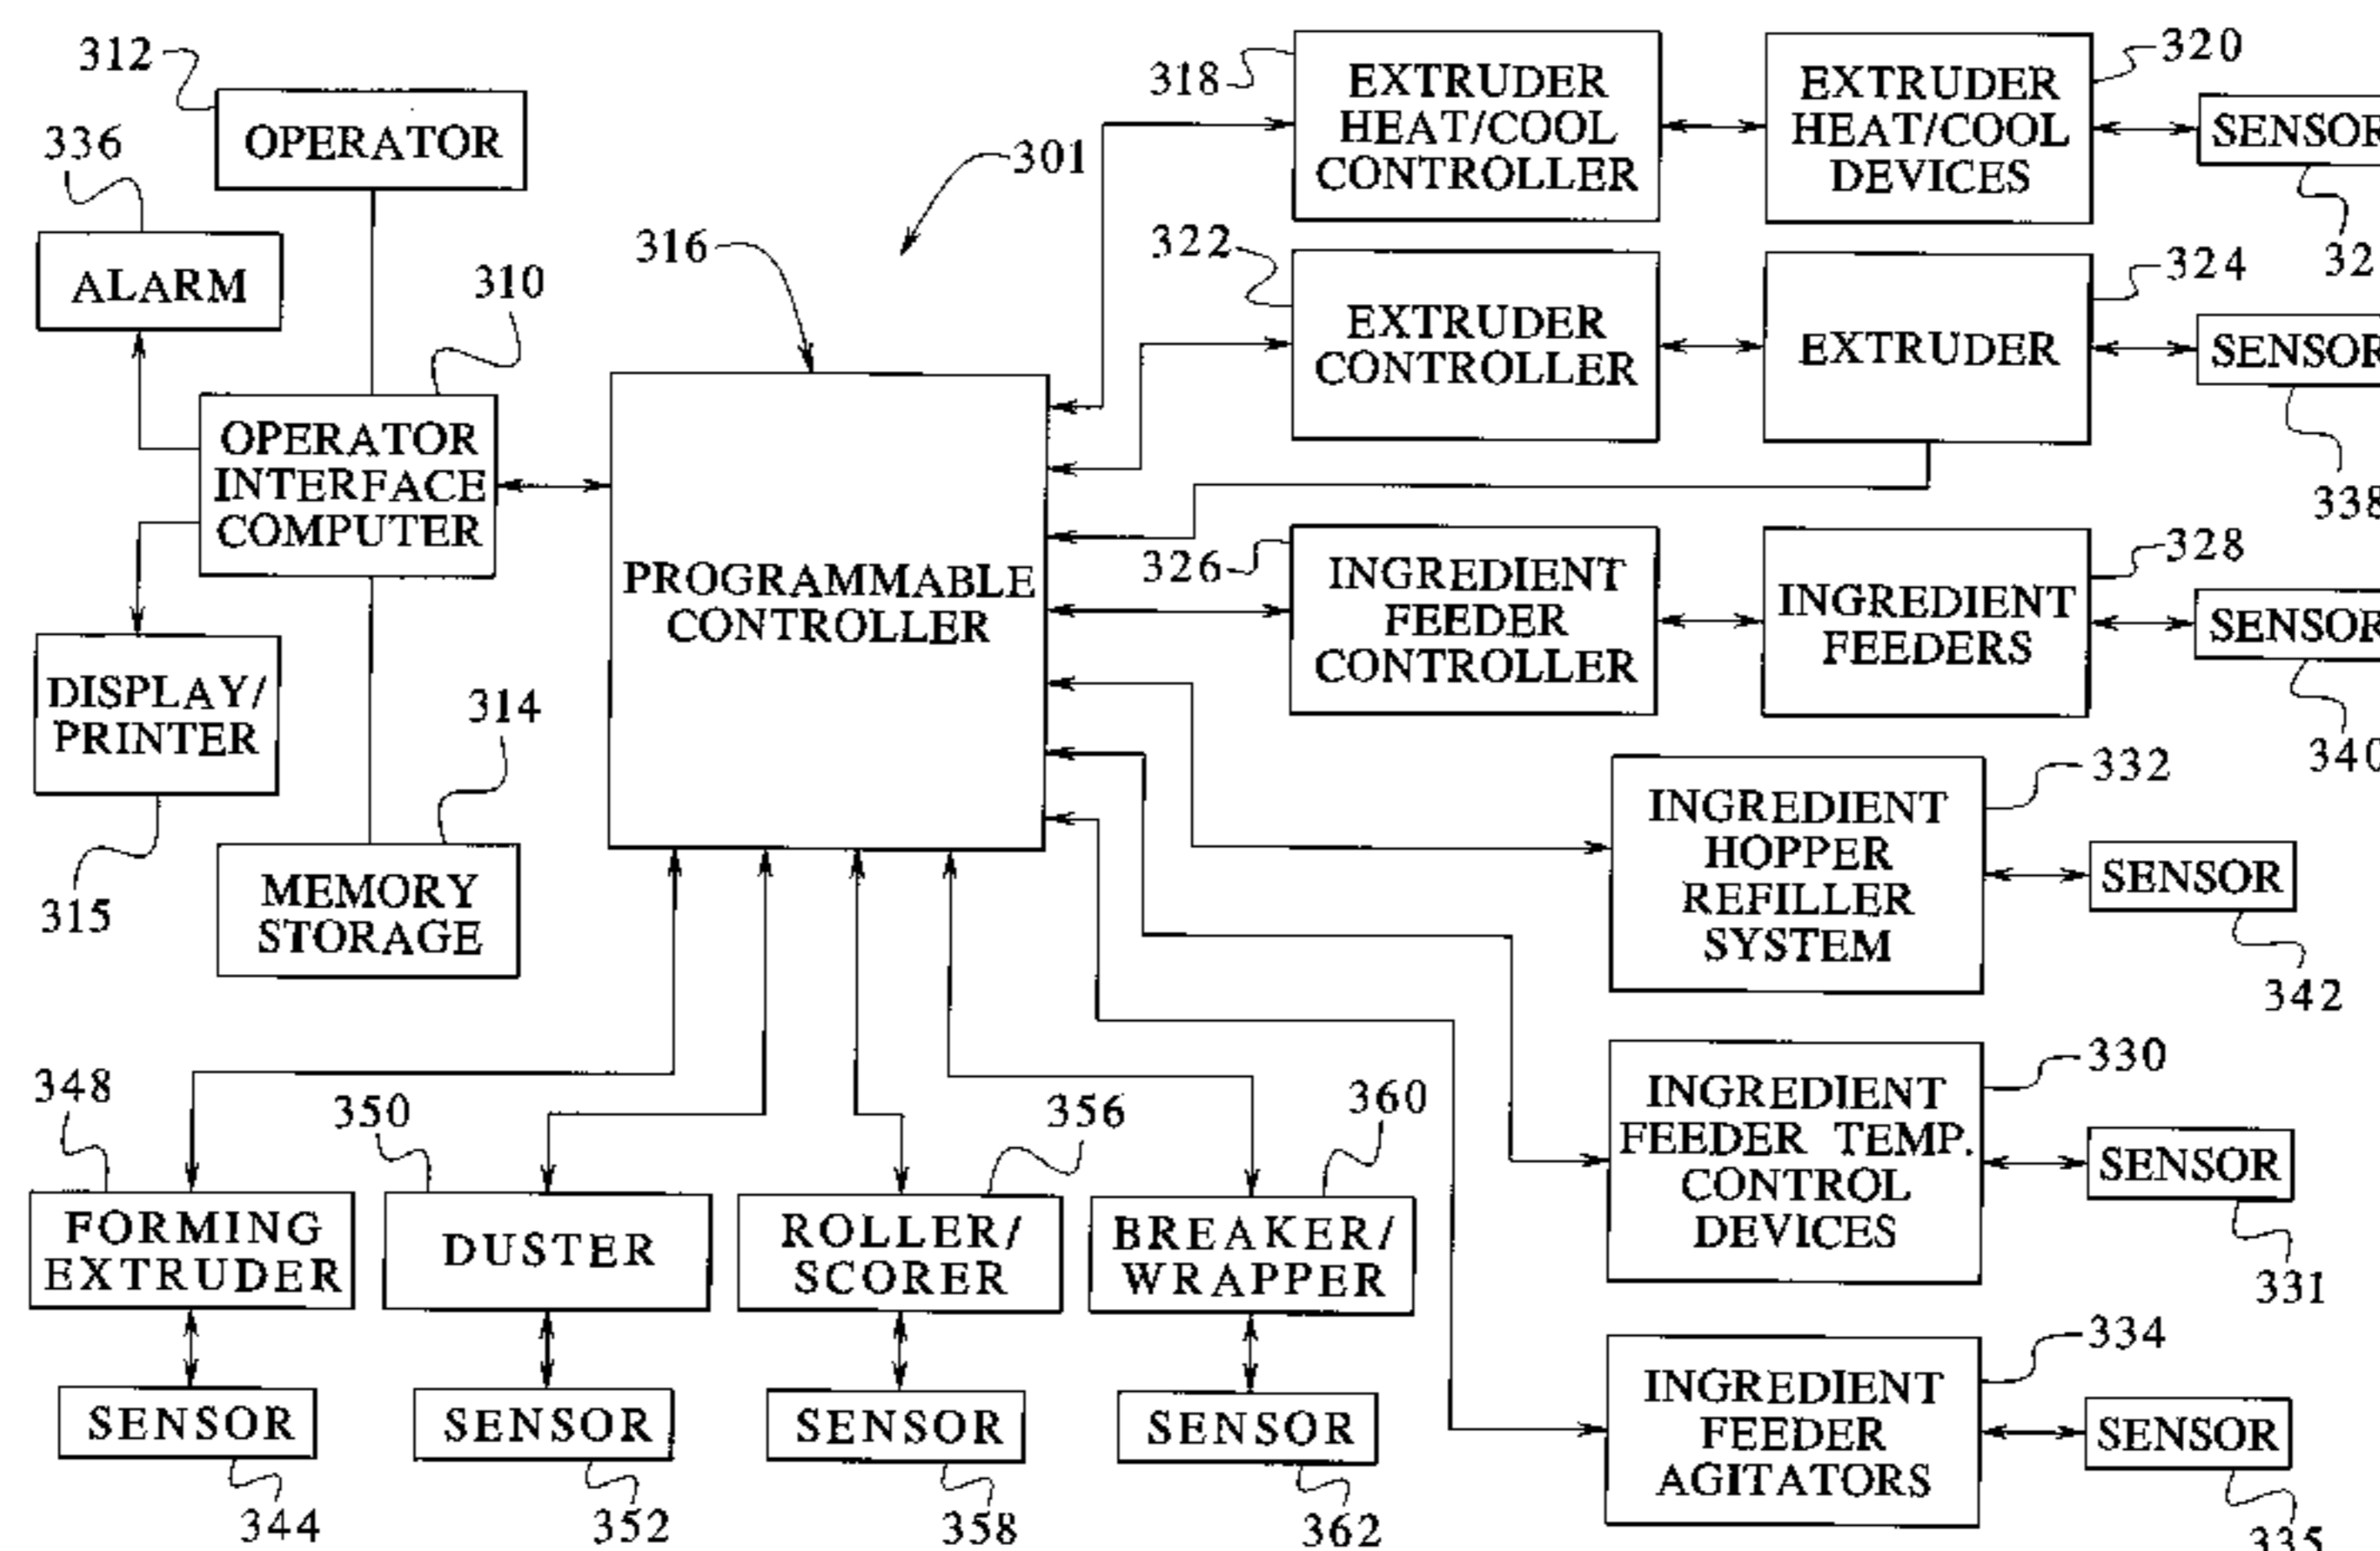 312
OPERATOR
336
ALARM
310
OPERATOR
INTERFACE
COMPUTER
DISPLAY/
PRINTER
315
314
MEMORY
STORAGE
316
301
PROGRAMMABLE
CONTROLLER
318
EXTRUDER
HEAT/COOL
CONTROLLER
320
EXTRUDER
HEAT/COOL
DEVICES
SENSOR
32
322
EXTRUDER
CONTROLLER
324
EXTRUDER
SENSOR
338
326
INGREDIENT
FEEDER
CONTROLLER
328
INGREDIENT
FEEDERS
SENSOR
340
332
INGREDIENT
HOPPER
REFILLER
SYSTEM
SENSOR
342
330
INGREDIENT
FEEDER TEMP.
CONTROL
DEVICES
SENSOR
331
334
INGREDIENT
FEEDER
AGITATORS
SENSOR
335
348
FORMING
EXTRUDER
SENSOR
344
350
DUSTER
SENSOR
352
356
ROLLER/
SCORER
SENSOR
358
360
BREAKER/
WRAPPER
SENSOR
362